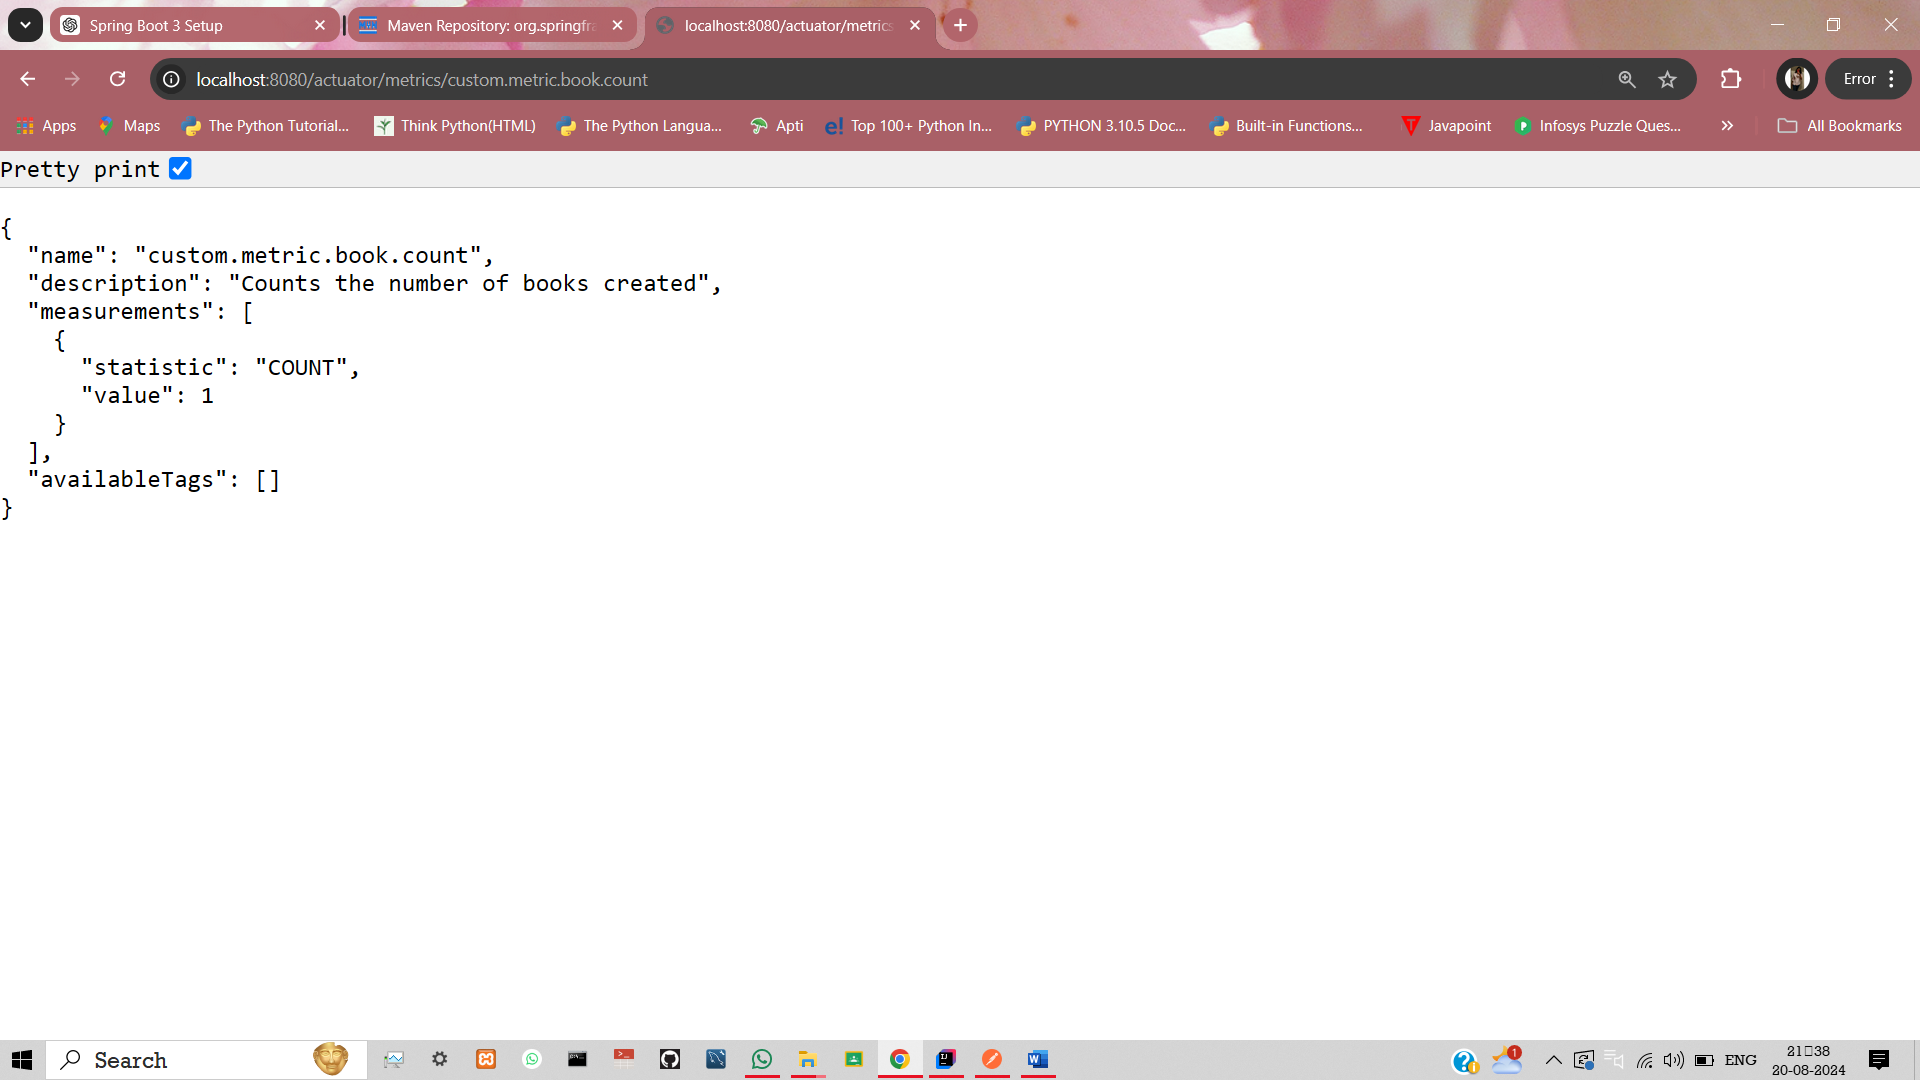 Spring Boot 3 Setup
Maven Repository: org.springfra
localhost:8080/actuator/metrics
localhost:8080/actuator/metrics/custom.metric.book.count
Error
Apps
Maps
The Python Tutorial...
Think Python(HTML)
The Python Langua...
Apti
e! Top 100+ Python In...
PYTHON 3.10.5 Doc...
Built-in Functions...
Javapoint
Infosys Puzzle Ques...
All Bookmarks
Pretty print
{
"name": "custom.metric.book.count",
"description": "Counts the number of books created",
"measurements": [
{
"statistic": "COUNT",
"value": 1
}
],
"availableTags": []
}
Search
1
ENG
21▯38
20-08-2024